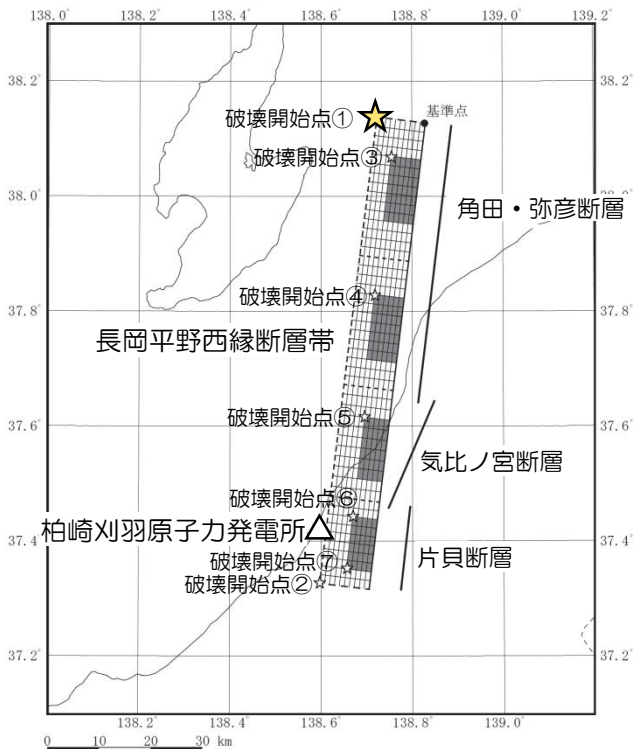 138.0° 138.2° 138.4° 138.6° 138.8° 139.0° 139.2°
38.2° 38.2°
基準点
破壊開始点①
破壊開始点③
38.0° 38.0°
角田・弥彦断層
破壊開始点④
37.8° 37.8°
長岡平野西縁断層帯
37.6° 37.6°
破壊開始点⑤
気比ノ宮断層
破壊開始点⑥
柏崎刈羽原子力発電所
37.4° 37.4°
破壊開始点⑦
片貝断層
破壊開始点②
37.2° 37.2°
138.2° 138.4° 138.6° 138.8° 139.0°
0 10 20 30 km